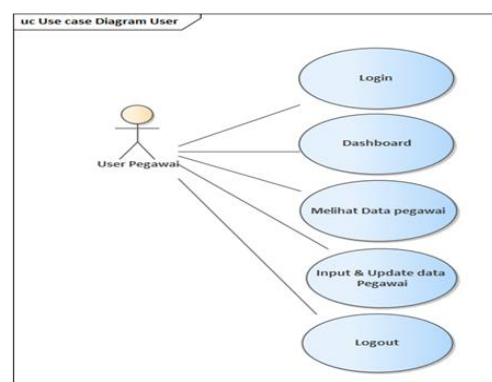 uc Use case Diagram User
Login
Dashboard
User Pegawai
Melihat Data pegawai
Input & Update data
Pegawai
Logout